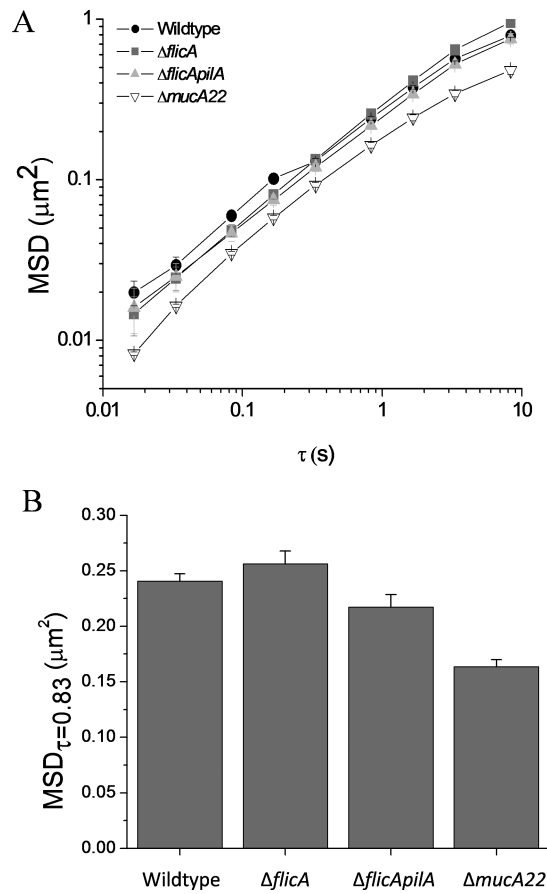 A
Wildtype
ΔflicA
ΔflicApilA
ΔmucA22
MSD (μm²)
1
0.1
0.01
0.01
0.1
1
10
τ (s)
B
MSDτ=0.83 (μm²)
0.30
0.25
0.20
0.15
0.10
0.05
0.00
Wildtype
ΔflicA
ΔflicApilA
ΔmucA22